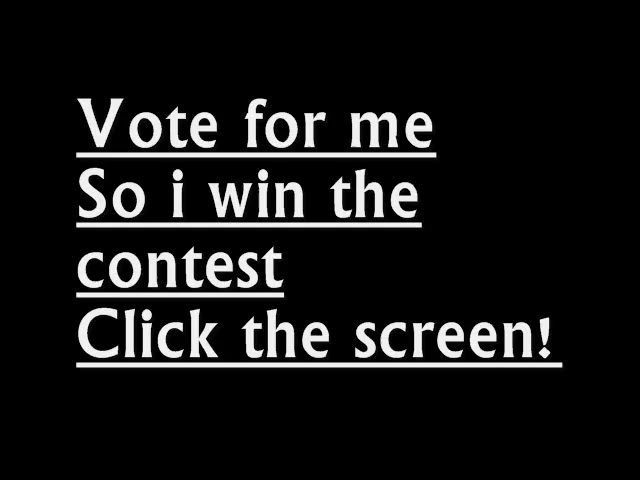 Vote for me
So i win the
contest
Click the screen!